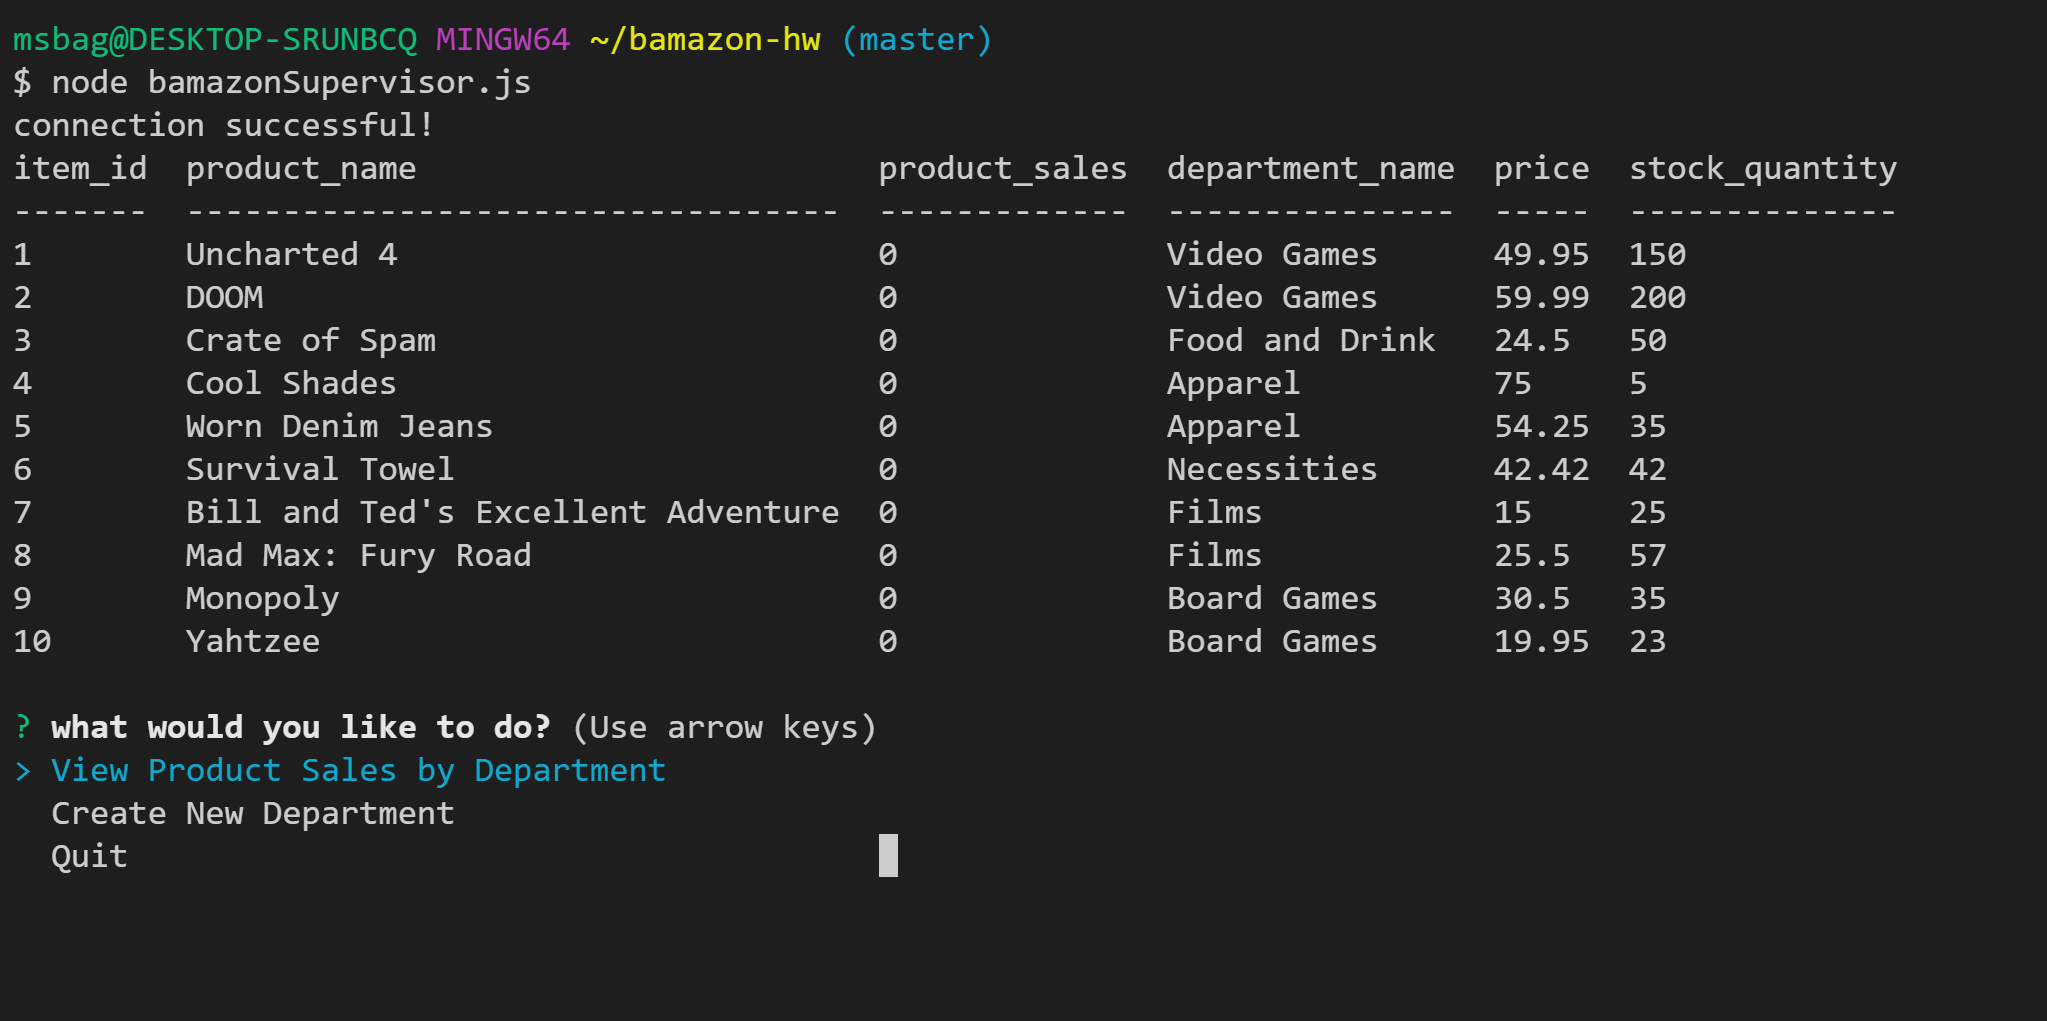 msbag@DESKTOP-SRUNBCQ MINGW64 ~/bamazon-hw (master)
$ node bamazonSupervisor.js
connection successful!
item_id  product_name                        product_sales  department_name  price  stock_quantity
-------  ----------------------------------  -------------  ---------------  -----  --------------
1        Uncharted 4                         0              Video Games      49.95  150
2        DOOM                                0              Video Games      59.99  200
3        Crate of Spam                       0              Food and Drink   24.5   50
4        Cool Shades                         0              Apparel          75     5
5        Worn Denim Jeans                    0              Apparel          54.25  35
6        Survival Towel                      0              Necessities      42.42  42
7        Bill and Ted's Excellent Adventure  0              Films            15     25
8        Mad Max: Fury Road                  0              Films            25.5   57
9        Monopoly                            0              Board Games      30.5   35
10       Yahtzee                             0              Board Games      19.95  23
? what would you like to do? (Use arrow keys)
> View Product Sales by Department
  Create New Department
  Quit